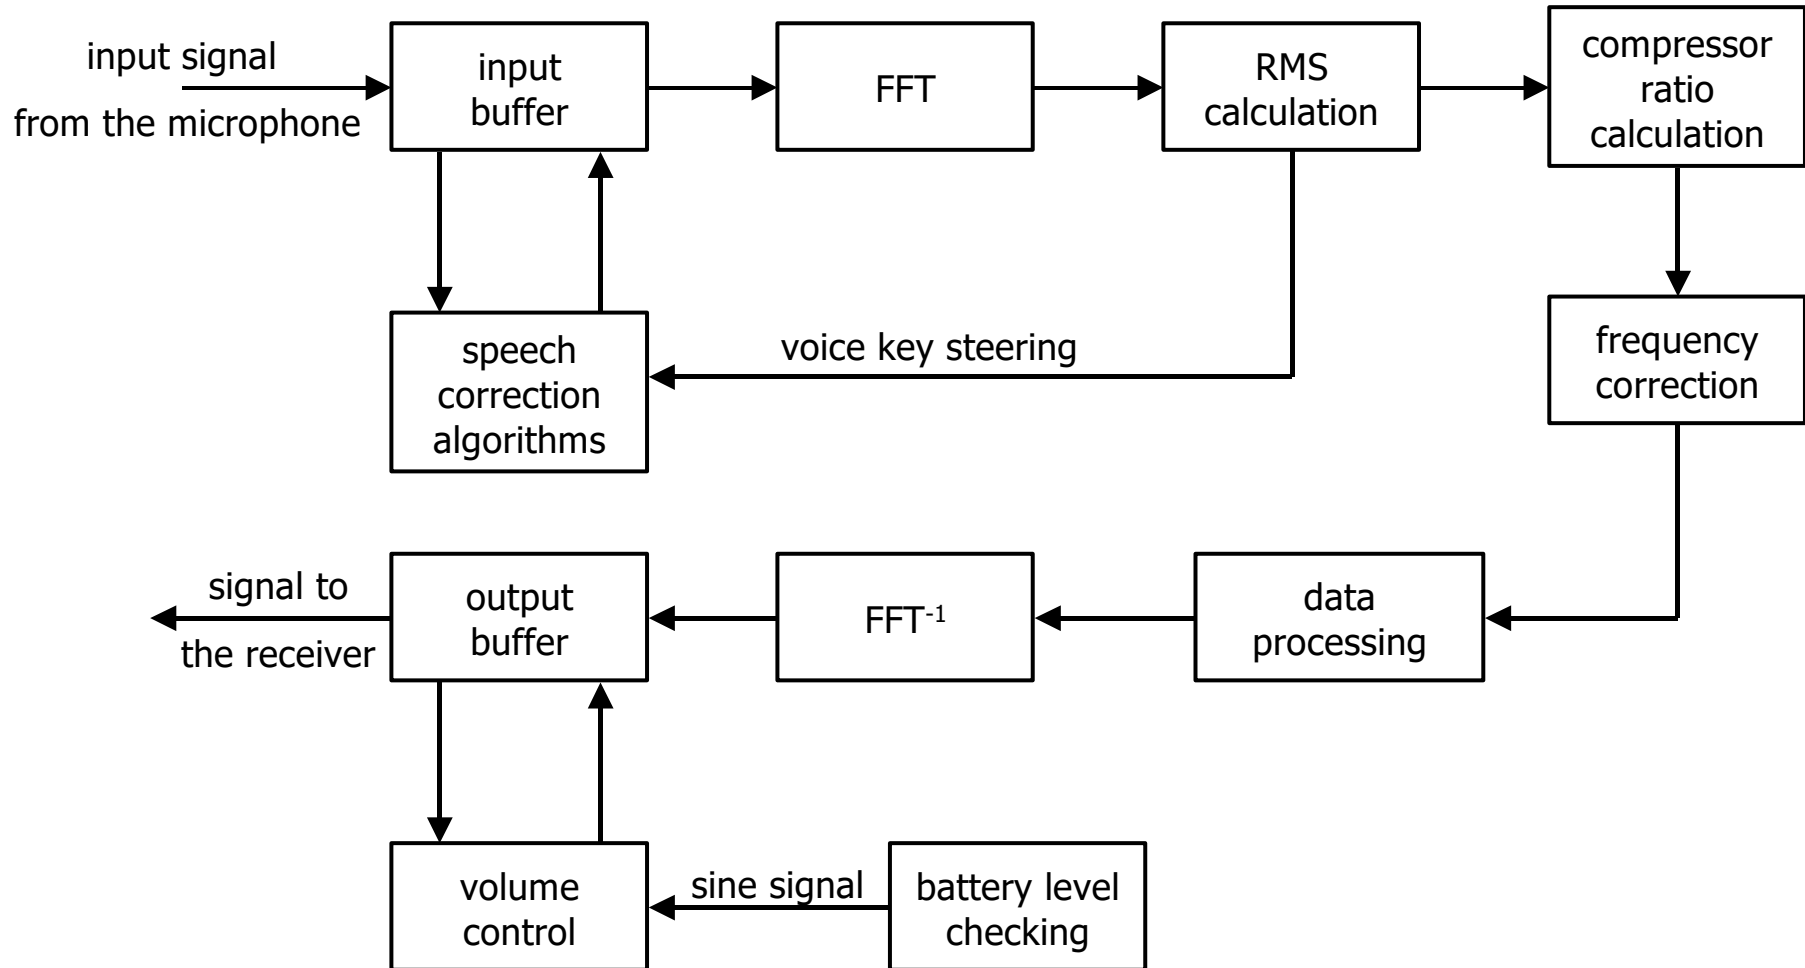 input signal
from the microphone
input
buffer
FFT
RMS
calculation
compressor
ratio
calculation
speech
correction
algorithms
voice key steering
frequency
correction
signal to
the receiver
output
buffer
FFT⁻¹
data
processing
volume
control
sine signal
battery level
checking